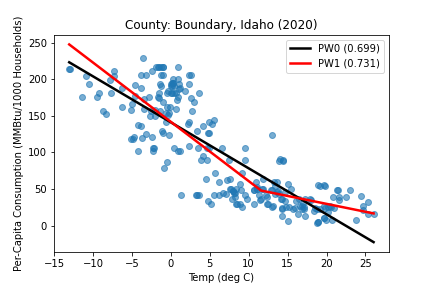 County: Boundary, Idaho (2020)
PW0 (0.699)
PW1 (0.731)
Per-Capita Consumption (MMBtu/1000 Households)
250
200
150
100
50
0
−15 −10 −5 0 5 10 15 20 25
Temp (deg C)